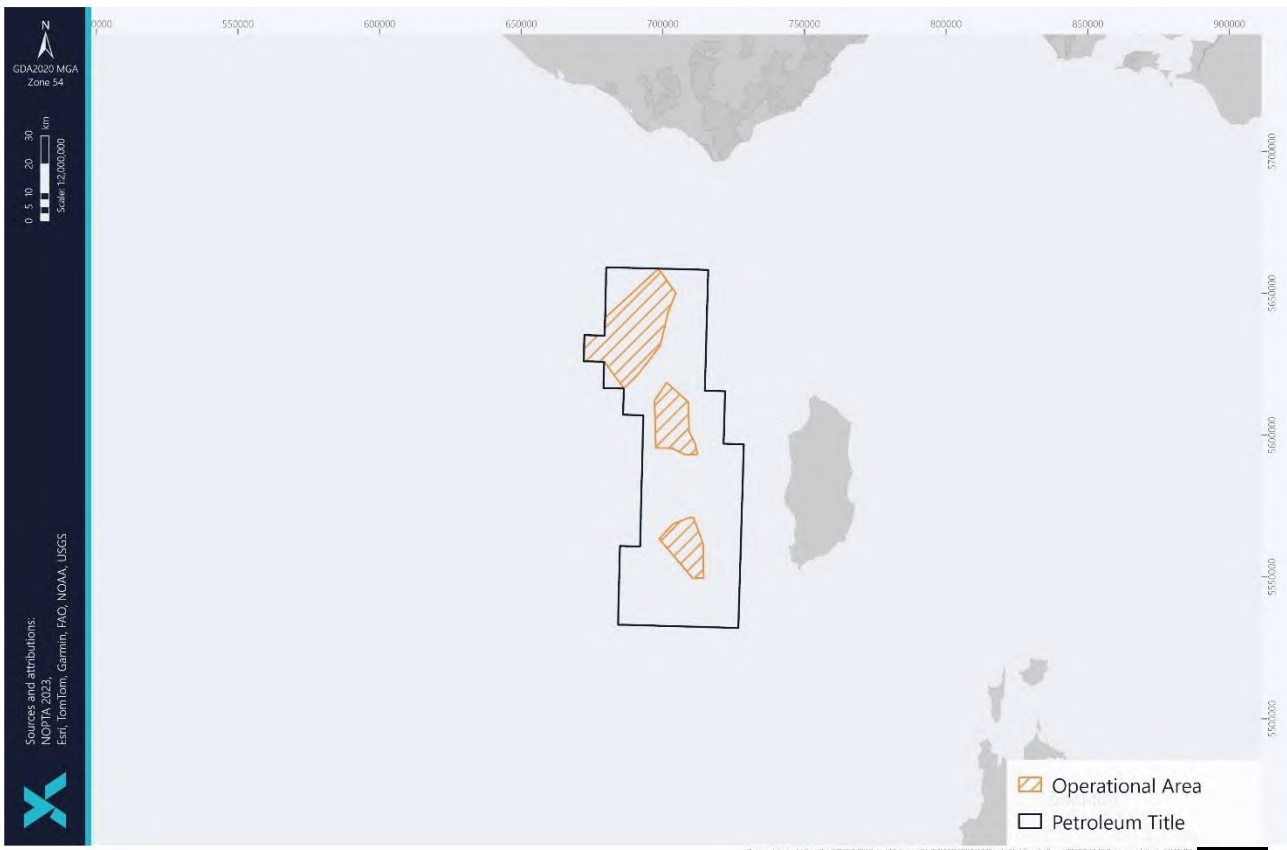 N
GDA2020 MGA
Zone 54
0 5 10 20 30
km
Scale: 1:2,000,000
Sources and attributions:
NOPTA 2023,
Esri, TomTom, Garmin, FAO, NOAA, USGS
0000
550000
600000
650000
700000
750000
800000
850000
900000
5700000
5650000
5600000
5550000
5500000
Operational Area
Petroleum Title